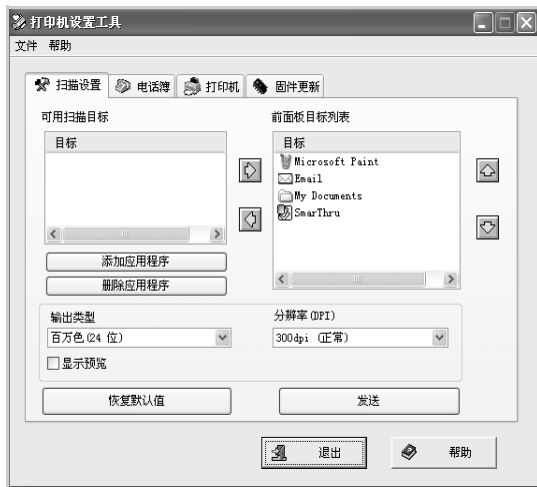 打印机设置工具
文件 帮助
扫描设置 电话簿 打印机 固件更新
可用扫描目标
目标
添加应用程序
删除应用程序
前面板目标列表
目标
Microsoft Paint
Email
My Documents
SmarThru
输出类型
百万色(24 位)
显示预览
分辨率(DPI)
300dpi (正常)
恢复默认值
发送
退出
帮助